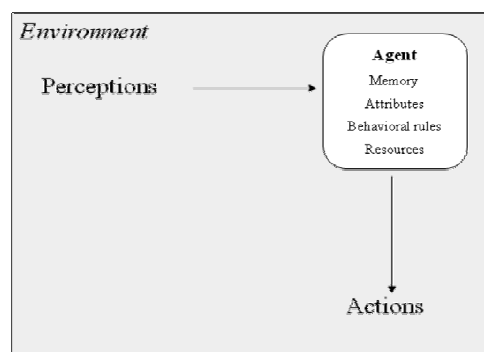 Environment
Agent
Perceptions
Memory
Attributes
Behavioral rules
Resources
Actions